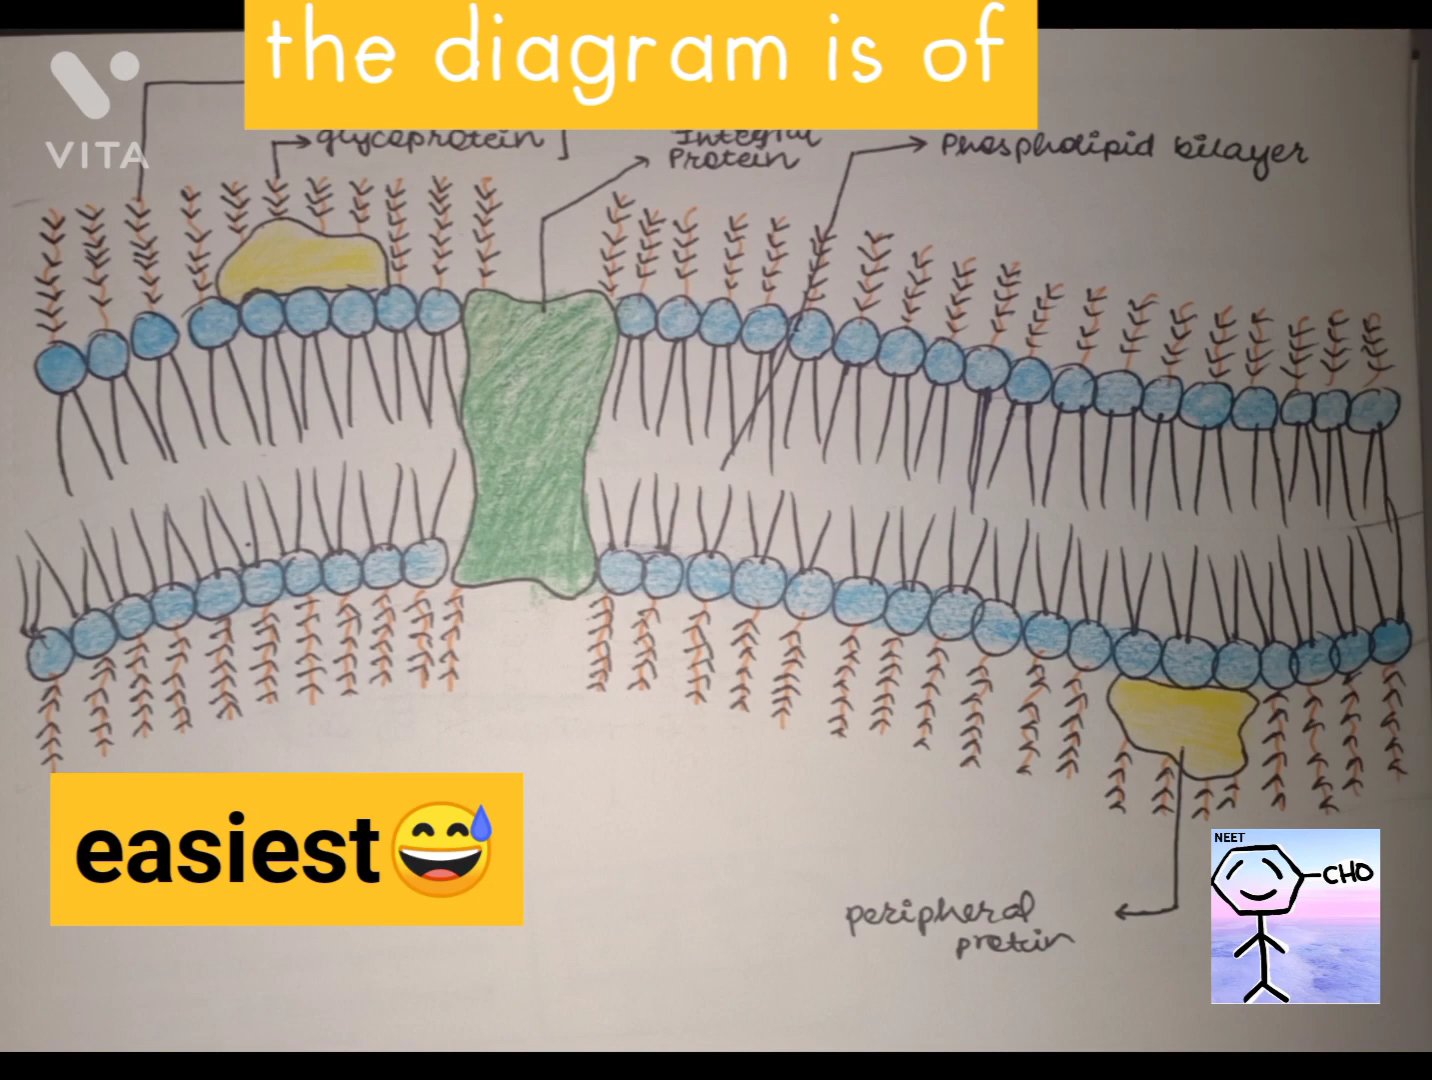 the diagram is of
VITA
glycoprotein ]
Integral
Protein
Phospholipid bilayer
easiest😅
peripheral
protein
NEET
CHO